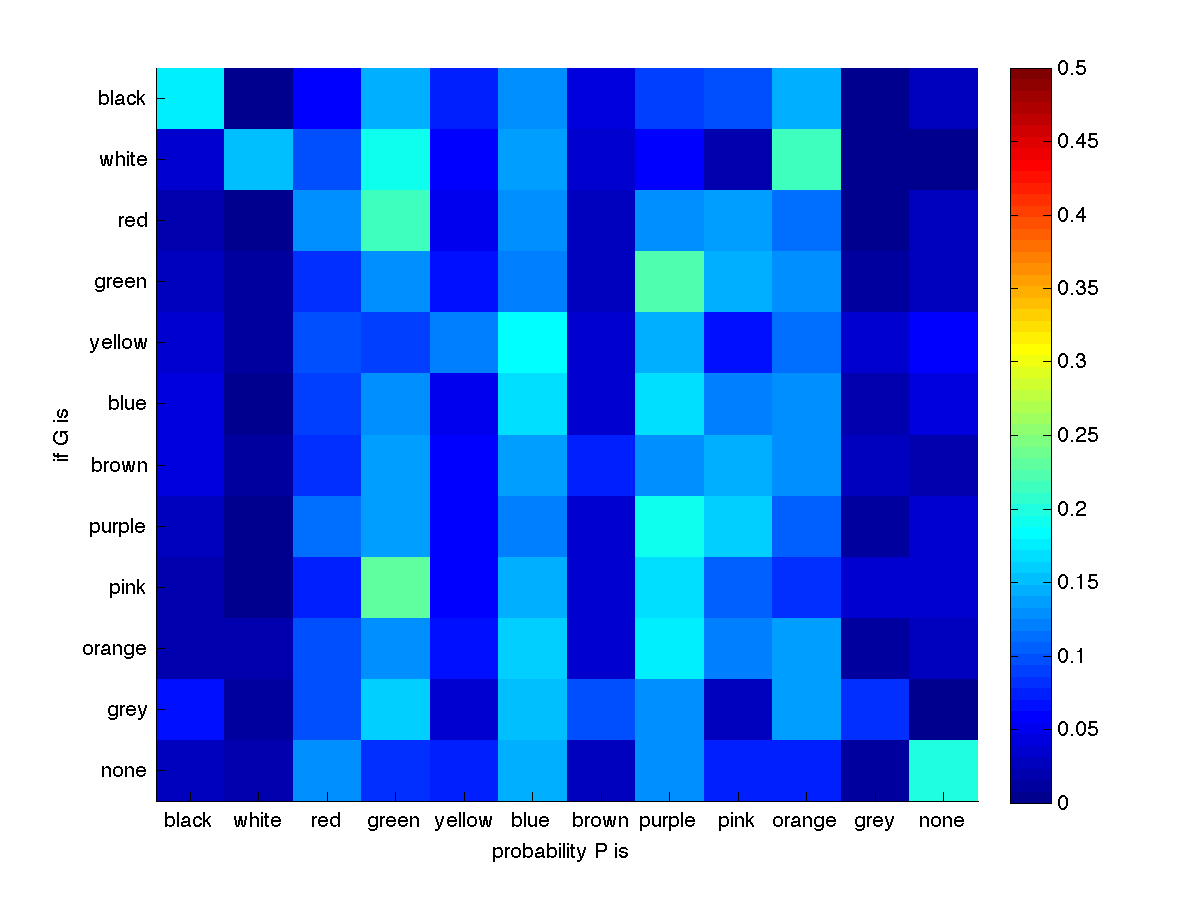 0.5
black
0.45
white
0.4
red
0.35
green
0.3
yellow
0.25
blue
if G is
brown
0.2
purple
0.15
pink
0.1
orange
0.05
grey
none
0
black white red green yellow blue brown purple pink orange grey none
probability P is